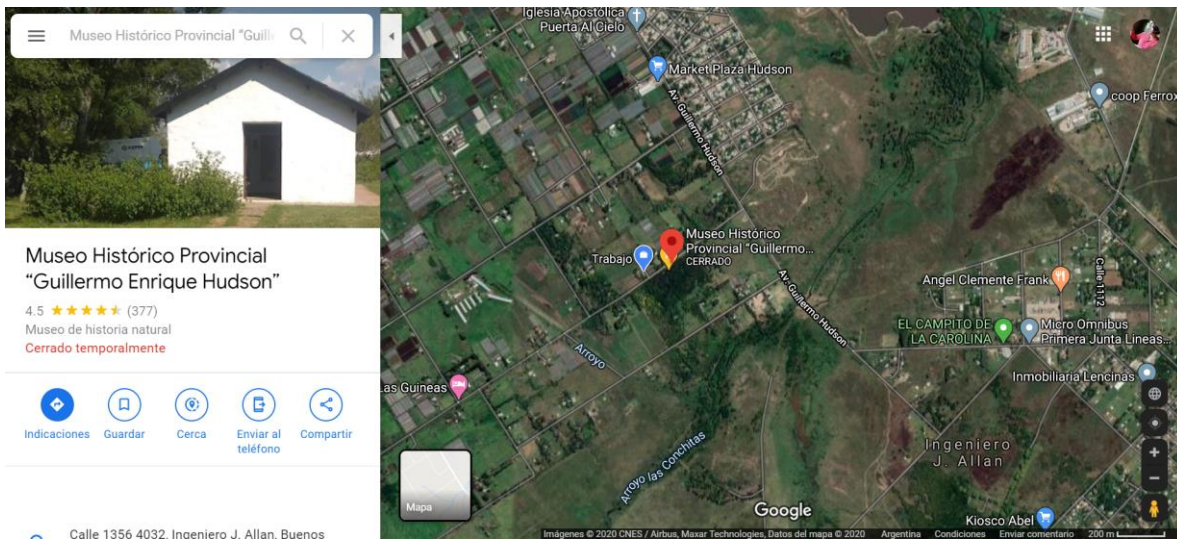 Museo Histórico Provincial “Guill
Museo Histórico Provincial
“Guillermo Enrique Hudson”
4.5 ★★★★★ (377)
Museo de historia natural
Cerrado temporalmente
Indicaciones
Guardar
Cerca
Enviar al
teléfono
Compartir
Calle 1356 4032, Ingeniero J. Allan, Buenos
Iglesia Apostólica
Puerta Al Cielo
Market Plaza Hudson
Av. Guillermo Hudson
coop Ferrox
Museo Histórico
Provincial “Guillermo...
CERRADO
Trabajo
Av. Guillermo Hudson
Angel Clemente Frank
Calle 1112
EL CAMPITO DE
LA CAROLINA
Micro Omnibus
Primera Junta Lineas...
Arroyo
Las Guineas
Inmobiliaria Lencinas
Ingeniero
J. Allan
Arroyo las Conchitas
Mapa
Google
Kiosco Abel
Imágenes © 2020 CNES / Airbus, Maxar Technologies, Datos del mapa © 2020
Argentina
Condiciones
Enviar comentario
200 m